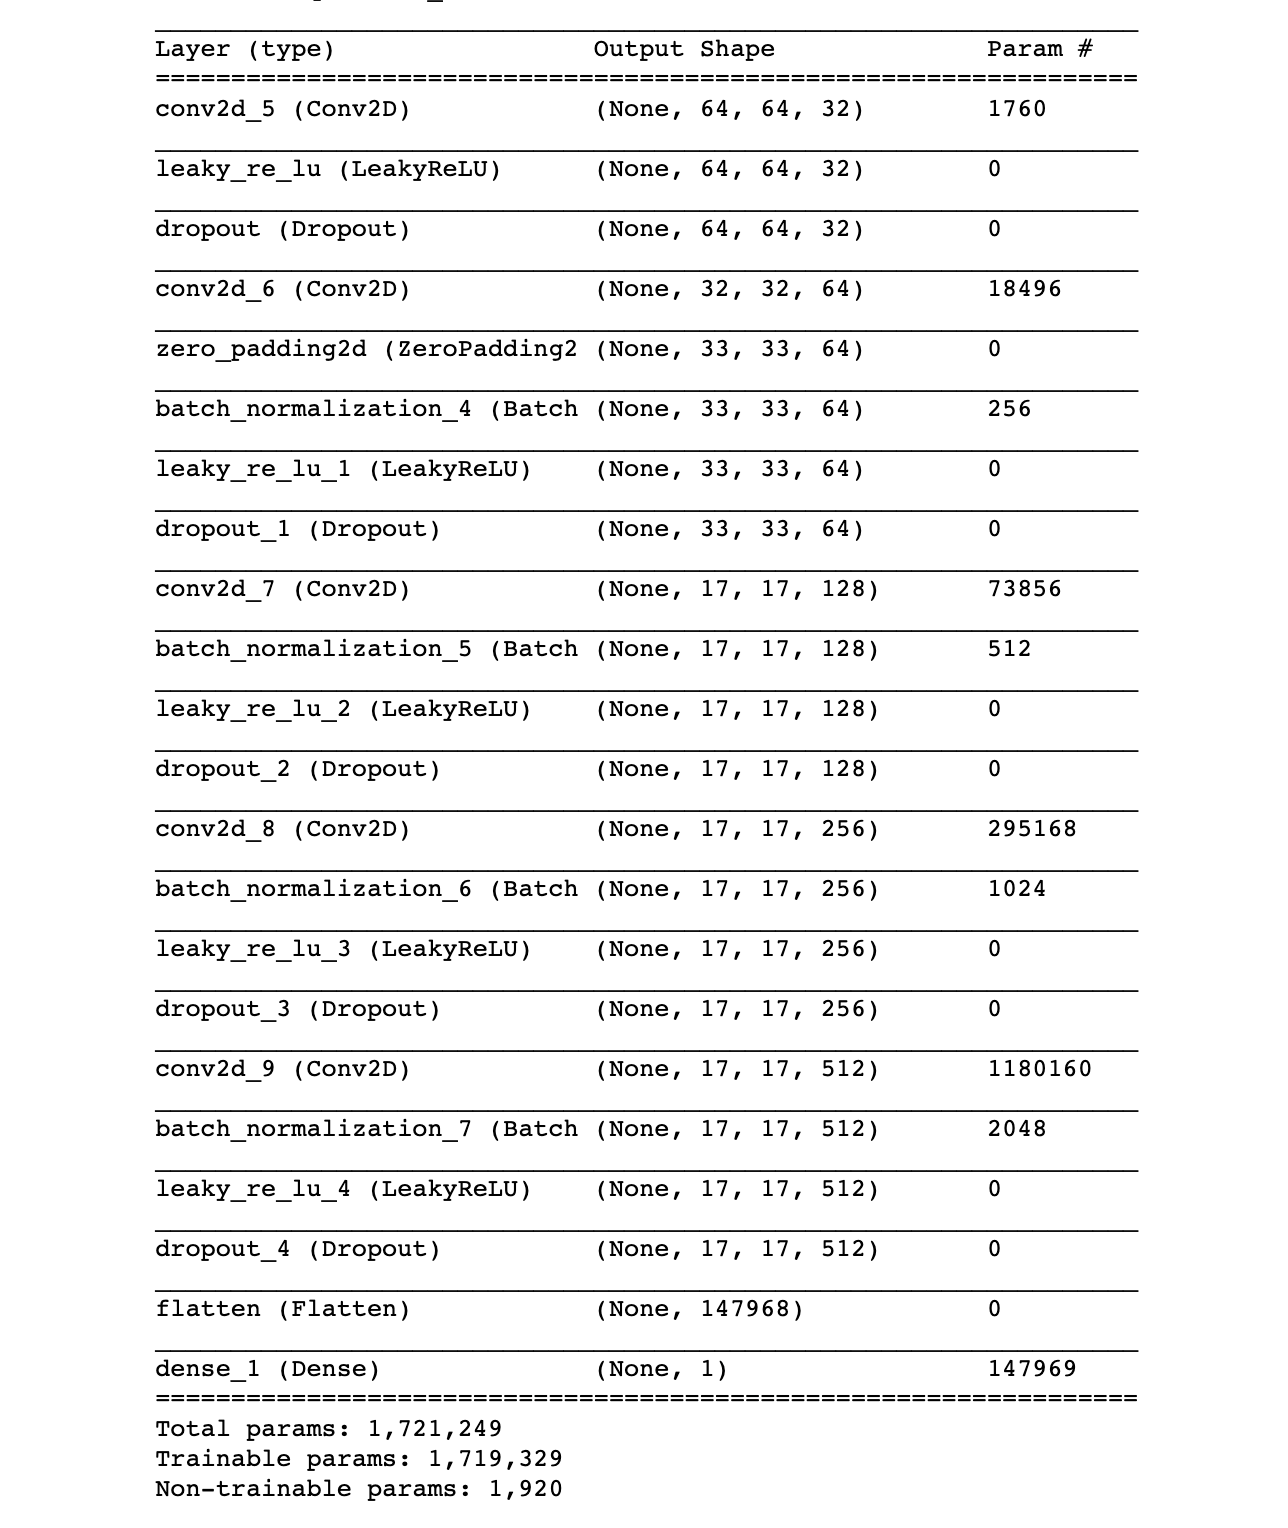 Layer (type) Output Shape Param #
=================================================================
conv2d_5 (Conv2D) (None, 64, 64, 32) 1760
leaky_re_lu (LeakyReLU) (None, 64, 64, 32) 0
dropout (Dropout) (None, 64, 64, 32) 0
conv2d_6 (Conv2D) (None, 32, 32, 64) 18496
zero_padding2d (ZeroPadding2 (None, 33, 33, 64) 0
batch_normalization_4 (Batch (None, 33, 33, 64) 256
leaky_re_lu_1 (LeakyReLU) (None, 33, 33, 64) 0
dropout_1 (Dropout) (None, 33, 33, 64) 0
conv2d_7 (Conv2D) (None, 17, 17, 128) 73856
batch_normalization_5 (Batch (None, 17, 17, 128) 512
leaky_re_lu_2 (LeakyReLU) (None, 17, 17, 128) 0
dropout_2 (Dropout) (None, 17, 17, 128) 0
conv2d_8 (Conv2D) (None, 17, 17, 256) 295168
batch_normalization_6 (Batch (None, 17, 17, 256) 1024
leaky_re_lu_3 (LeakyReLU) (None, 17, 17, 256) 0
dropout_3 (Dropout) (None, 17, 17, 256) 0
conv2d_9 (Conv2D) (None, 17, 17, 512) 1180160
batch_normalization_7 (Batch (None, 17, 17, 512) 2048
leaky_re_lu_4 (LeakyReLU) (None, 17, 17, 512) 0
dropout_4 (Dropout) (None, 17, 17, 512) 0
flatten (Flatten) (None, 147968) 0
dense_1 (Dense) (None, 1) 147969
=================================================================
Total params: 1,721,249
Trainable params: 1,719,329
Non-trainable params: 1,920